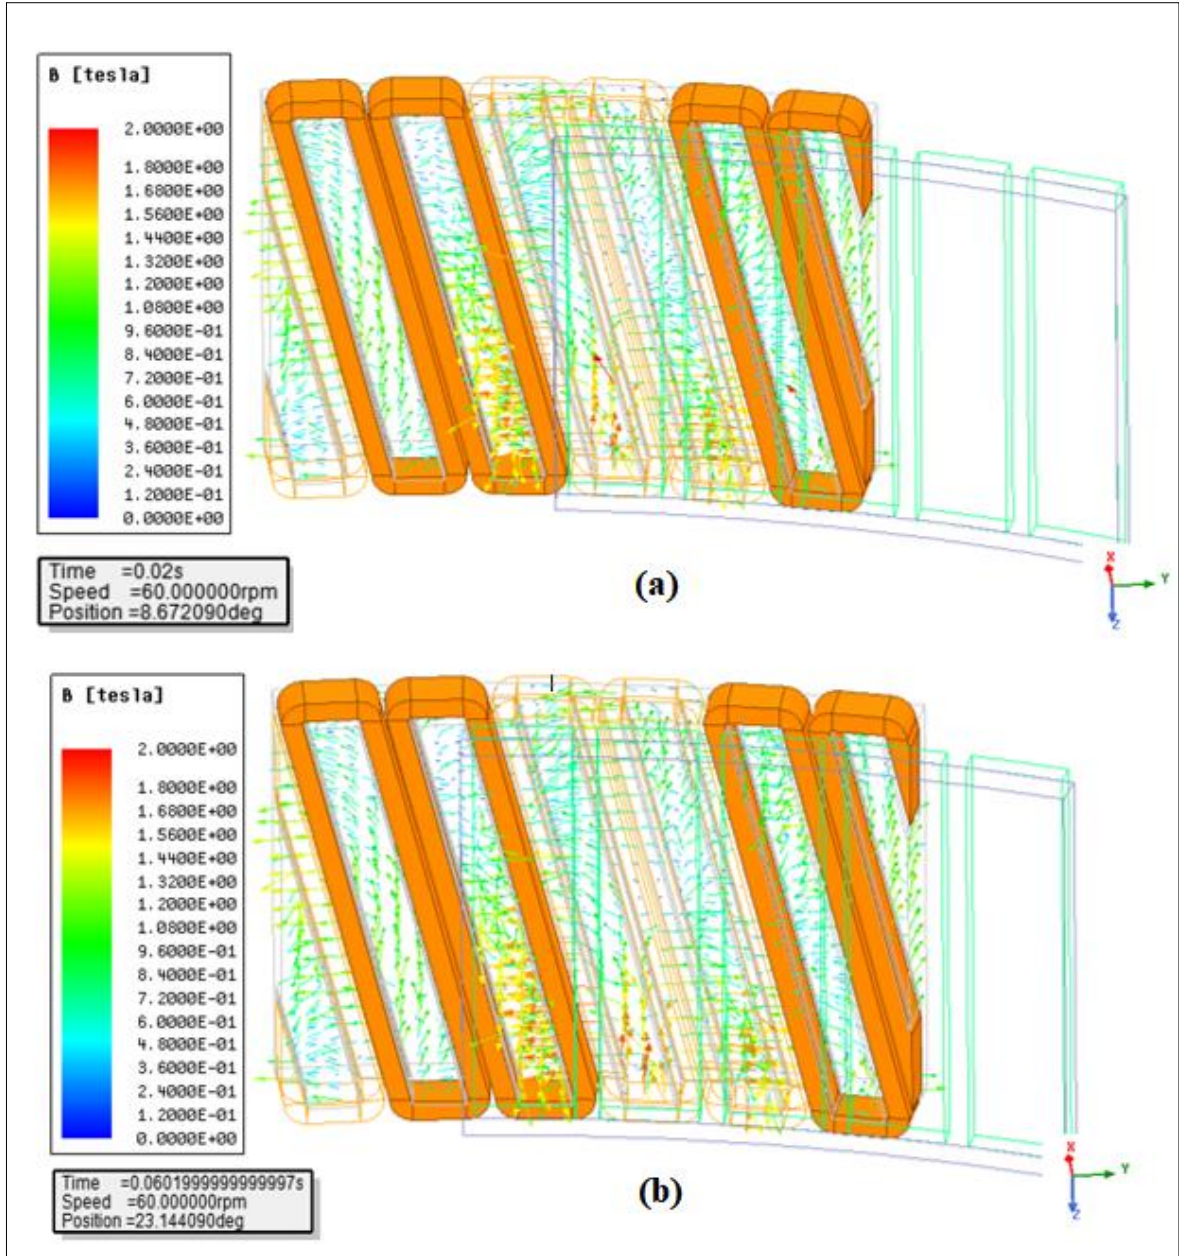 B [tesla]
2.0000E+00
1.8000E+00
1.6800E+00
1.5600E+00
1.4400E+00
1.3200E+00
1.2000E+00
1.0800E+00
9.6000E-01
8.4000E-01
7.2000E-01
6.0000E-01
4.8000E-01
3.6000E-01
2.4000E-01
1.2000E-01
0.0000E+00
Time =0.02s
Speed =60.000000rpm
Position =8.672090deg
(a)
X
Y
Z
B [tesla]
2.0000E+00
1.8000E+00
1.6800E+00
1.5600E+00
1.4400E+00
1.3200E+00
1.2000E+00
1.0800E+00
9.6000E-01
8.4000E-01
7.2000E-01
6.0000E-01
4.8000E-01
3.6000E-01
2.4000E-01
1.2000E-01
0.0000E+00
Time =0.0601999999999997s
Speed =60.000000rpm
Position =23.144090deg
(b)
X
Y
Z